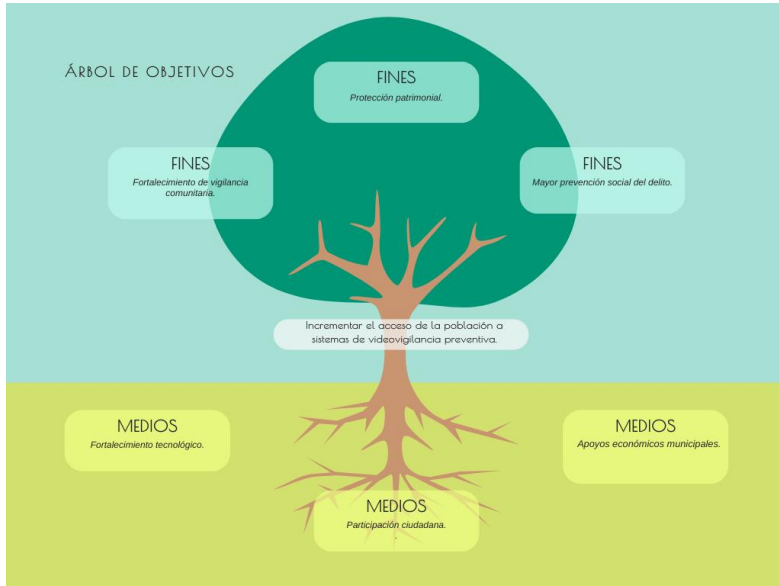 ÁRBOL DE OBJETIVOS
FINES
Protección patrimonial.
FINES
Fortalecimiento de vigilancia
comunitaria.
FINES
Mayor prevención social del delito.
Incrementar el acceso de la población a
sistemas de videovigilancia preventiva.
MEDIOS
Fortalecimiento tecnológico.
MEDIOS
Apoyos económicos municipales.
MEDIOS
Participación ciudadana.
.